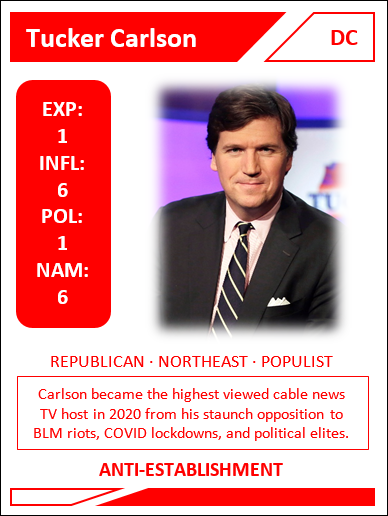 Tucker Carlson
DC
EXP:
1
INFL:
6
POL:
1
NAM:
6
TU
REPUBLICAN · NORTHEAST · POPULIST
Carlson became the highest viewed cable news
TV host in 2020 from his staunch opposition to
BLM riots, COVID lockdowns, and political elites.
ANTI-ESTABLISHMENT